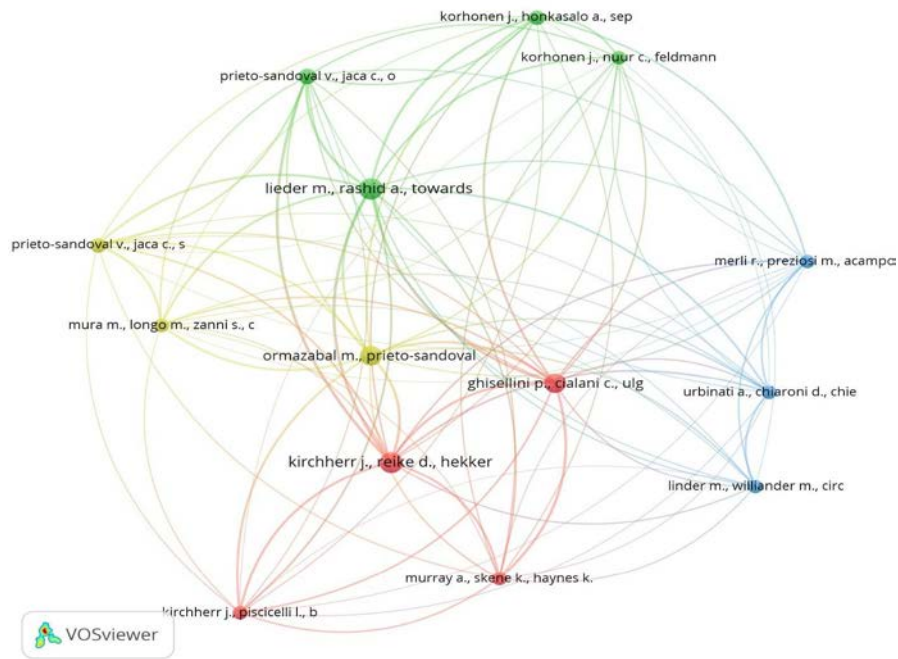 korhonen j., honkasalo a., sep
korhonen j., nuur c., feldmann
prieto-sandoval v., jaca c., o
lieder m., rashid a., towards
prieto-sandoval v., jaca c., s
merli r., preziosi m., acampo
mura m., longo m., zanni s., c
ormazabal m., prieto-sandoval
ghisellini p., cialani c., ulg
urbinati a., chiaroni d., chie
kirchherr j., reike d., hekker
linder m., williander m., circ
murray a., skene k., haynes k.
kirchherr j., piscicelli l., b
VOSviewer